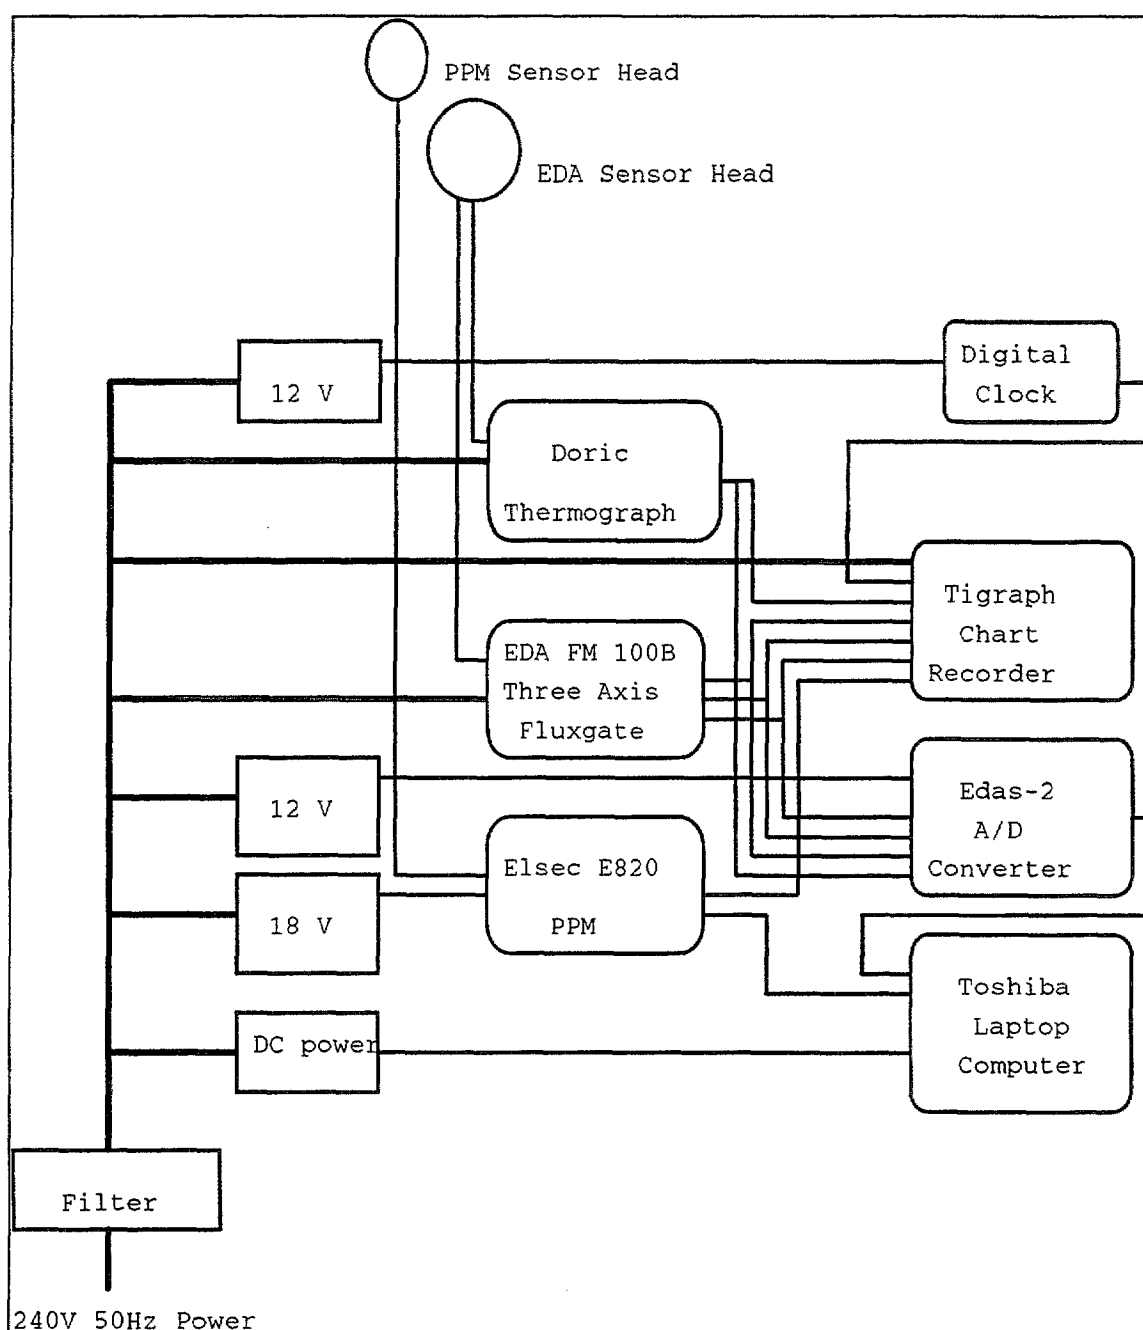 PPM Sensor Head
EDA Sensor Head
Digital
Clock
12 V
Doric
Thermograph
Tigraph
Chart
Recorder
EDA FM 100B
Three Axis
Fluxgate
12 V
Edas-2
A/D
Converter
Elsec E820
PPM
18 V
Toshiba
Laptop
Computer
DC power
Filter
240V 50Hz Power